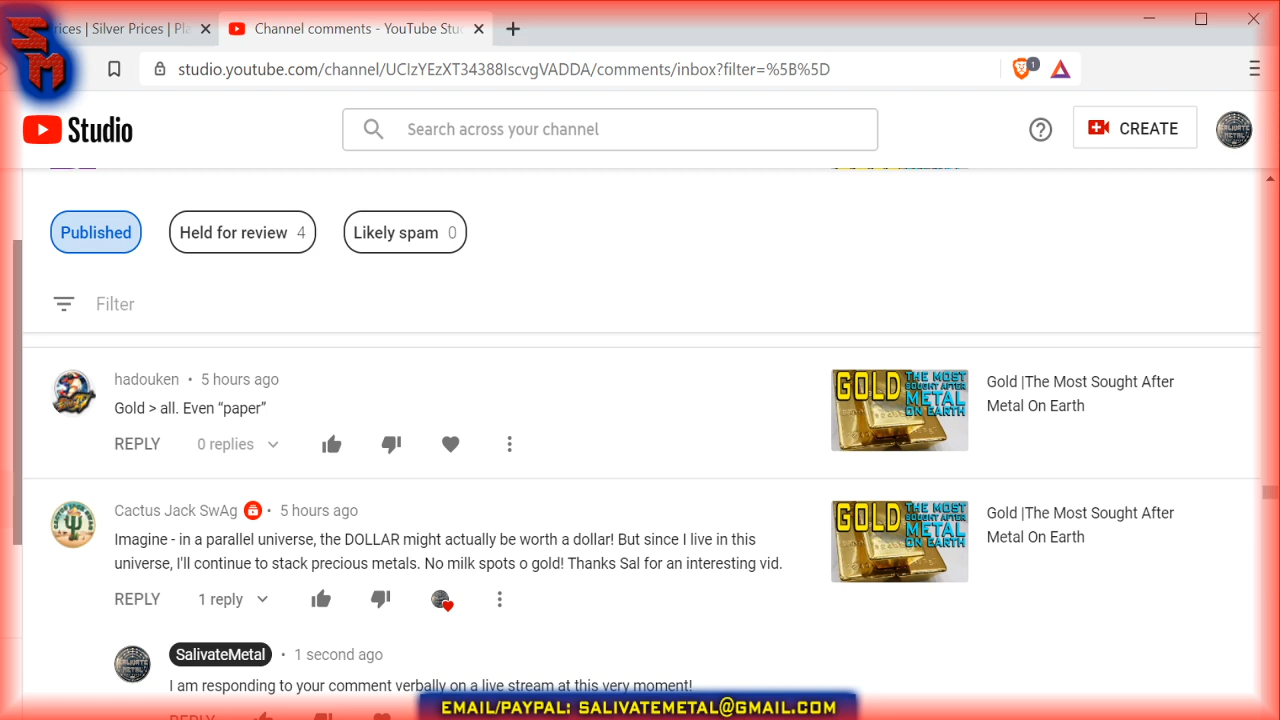 SM
rices | Silver Prices | Pla
Channel comments - YouTube Stu
studio.youtube.com/channel/UCIzYEzXT34388IscvgVADDA/comments/inbox?filter=%5B%5D
1
Studio
Search across your channel
CREATE
Published
Held for review 4
Likely spam 0
Filter
hadouken • 5 hours ago
Gold > all. Even “paper”
REPLY 0 replies
GOLD THE MOST SOUGHT AFTER METAL ON EARTH
Gold |The Most Sought After
Metal On Earth
Cactus Jack SwAg • 5 hours ago
Imagine - in a parallel universe, the DOLLAR might actually be worth a dollar! But since I live in this
universe, I'll continue to stack precious metals. No milk spots o gold! Thanks Sal for an interesting vid.
REPLY 1 reply
GOLD THE MOST SOUGHT AFTER METAL ON EARTH
Gold |The Most Sought After
Metal On Earth
SALIVATE METAL
SalivateMetal • 1 second ago
I am responding to your comment verbally on a live stream at this very moment!
REPLY
EMAIL/PAYPAL: SALIVATEMETAL@GMAIL.COM